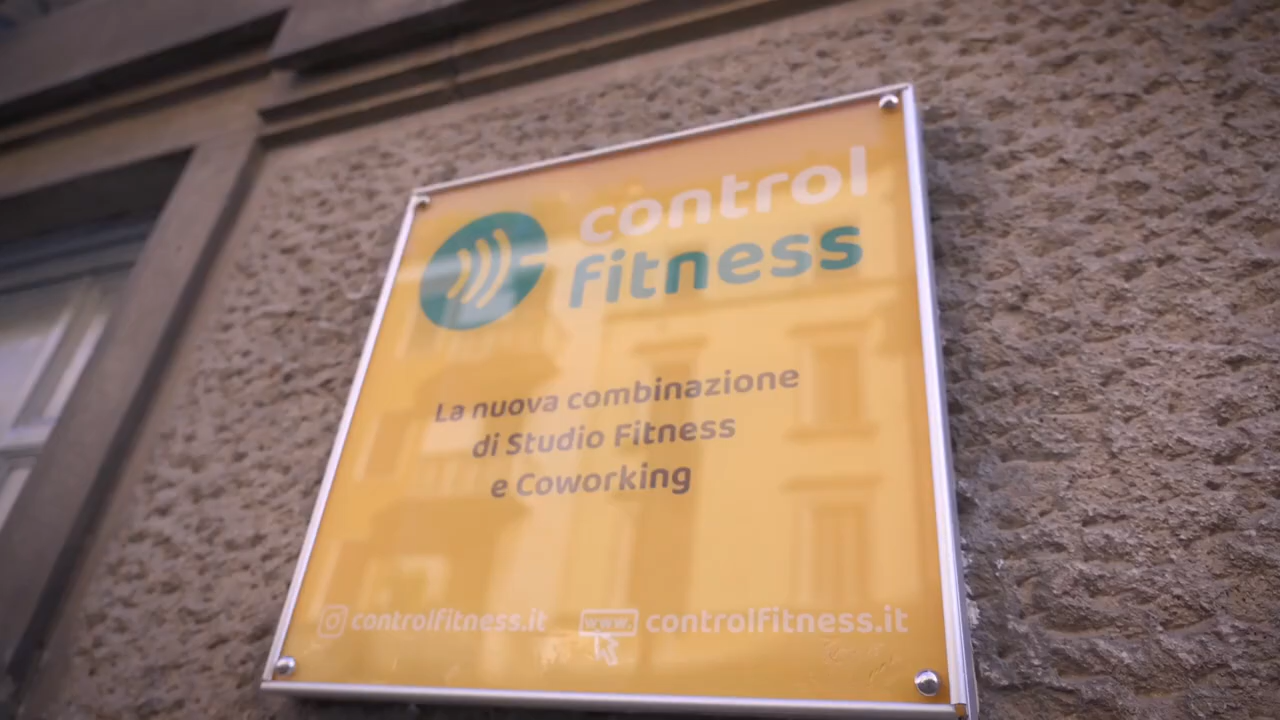 control
fitness
La nuova combinazione
di Studio Fitness
e Coworking
controlfitness.it
www. controlfitness.it